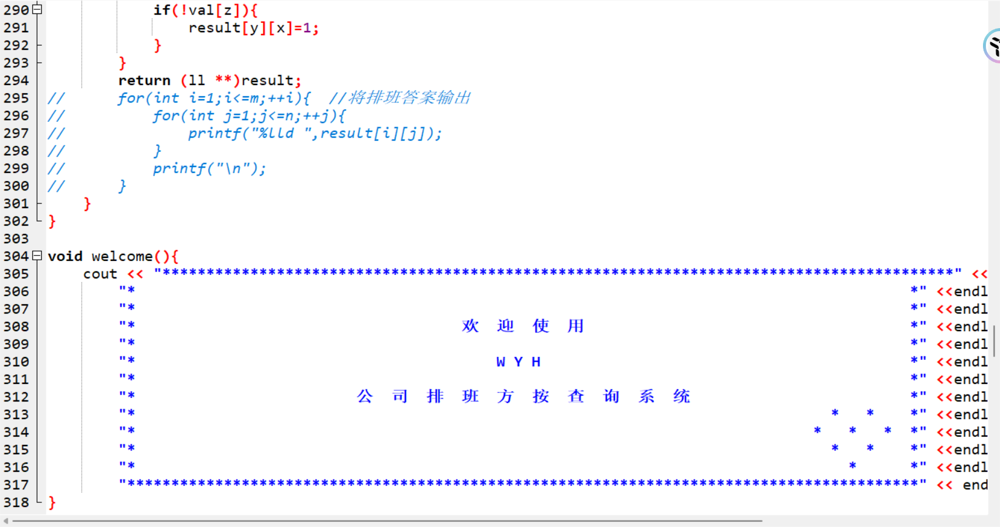 290 if(!val[z]){
291 result[y][x]=1;
292 }
293 }
294 return (ll **)result;
295 // for(int i=1;i<=m;++i){ //将排班答案输出
296 // for(int j=1;j<=n;++j){
297 // printf("%lld ",result[i][j]);
298 // }
299 // printf("\n");
300 // }
301 }
302 }
303
304 void welcome(){
305 cout << "******************************************************************************************" <<
306 "* *" <<endl
307 "* *" <<endl
308 "* 欢 迎 使 用 *" <<endl
309 "* *" <<endl
310 "* W Y H *" <<endl
311 "* *" <<endl
312 "* 公 司 排 班 方 按 查 询 系 统 *" <<endl
313 "* * * *" <<endl
314 "* * * * *" <<endl
315 "* * * *" <<endl
316 "* * *" <<endl
317 "******************************************************************************************" << end
318 }